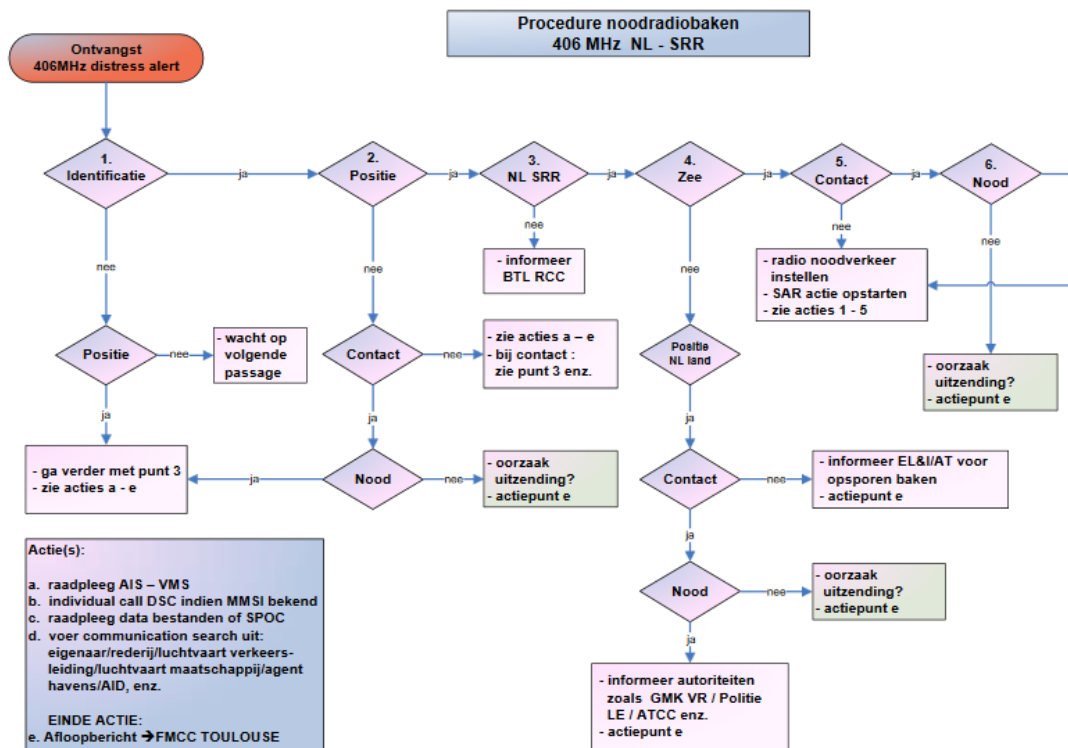 Procedure noodradiobaken
406 MHz NL - SRR
Ontvangst
406MHz distress alert
1.
Identificatie
ja
2.
Positie
ja
3.
NL SRR
ja
4.
Zee
ja
5.
Contact
ja
6.
Nood
nee
nee
nee
- informeer
BTL RCC
nee
nee
- radio noodverkeer
instellen
- SAR actie opstarten
- zie acties 1 - 5
nee
- oorzaak
uitzending?
- actiepunt e
Positie
nee
- wacht op
volgende
passage
ja
- ga verder met punt 3
- zie acties a - e
Contact
nee
- zie acties a – e
- bij contact :
zie punt 3 enz.
ja
Nood
ja
nee
- oorzaak
uitzending?
- actiepunt e
Positie
NL land
ja
Contact
nee
- informeer EL&I/AT voor
opsporen baken
- actiepunt e
ja
Nood
nee
- oorzaak
uitzending?
- actiepunt e
ja
- informeer autoriteiten
zoals GMK VR / Politie
LE / ATCC enz.
- actiepunt e
Actie(s):
a. raadpleeg AIS – VMS
b. individual call DSC indien MMSI bekend
c. raadpleeg data bestanden of SPOC
d. voer communication search uit:
eigenaar/rederij/luchtvaart verkeers-
leiding/luchtvaart maatschappij/agent
havens/AID, enz.
EINDE ACTIE:
e. Afloopbericht ➔FMCC TOULOUSE